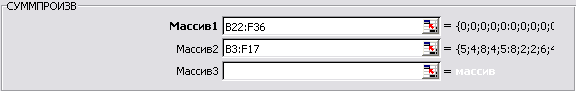 СУММПРОИЗВ
Массив1 B22:F36 = {0;0;0;0;0:0;0;0;0;0
Массив2 B3:F17 = {5;4;8;4;5:8;2;2;6;4
Массив3 = массив